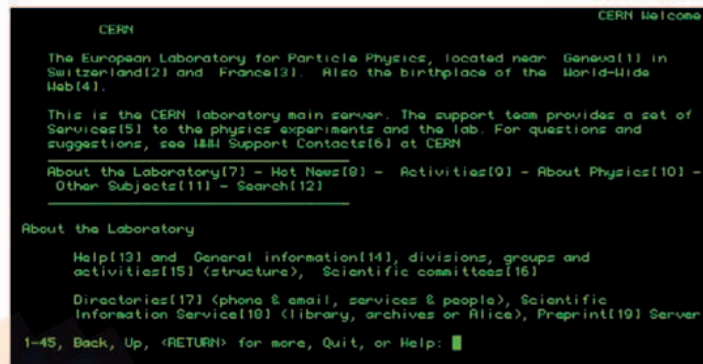 CERN Welcome
CERN
The European Laboratory for Particle Physics, located near Geneva[1] in
Switzerland[2] and France[3]. Also the birthplace of the World-Wide
Web[4].
This is the CERN laboratory main server. The support team provides a set of
Services[5] to the physics experiments and the lab. For questions and
suggestions, see WWW Support Contacts[6] at CERN
About the Laboratory[7] - Hot News[8] - Activities[9] - About Physics[10] -
Other Subjects[11] - Search[12]
About the Laboratory
Help[13] and General information[14], divisions, groups and
activities[15] (structure), Scientific committees[16]
Directories[17] (phone & email, services & people), Scientific
Information Service[18] (library, archives or Alice), Preprint[19] Server
1-45, Back, Up, <RETURN> for more, Quit, or Help: